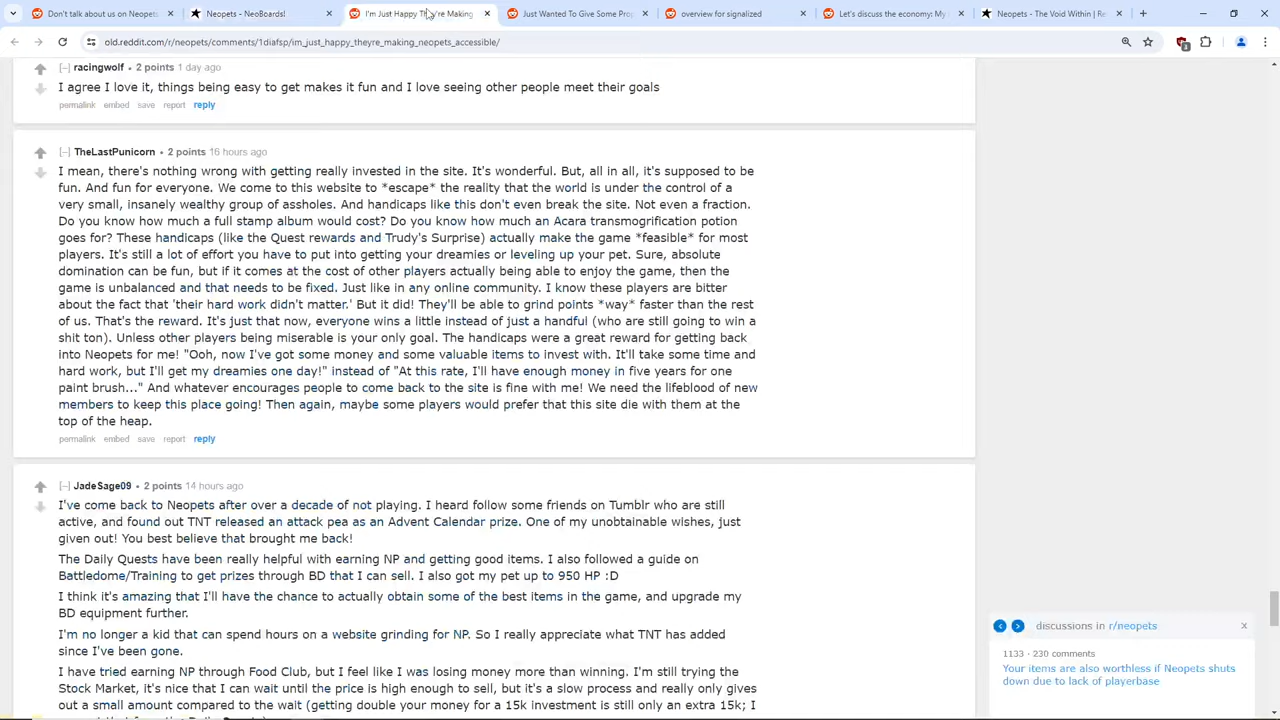 Don't talk about us on Neopets
Neopets - NeoBoards!
I'm Just Happy They're Making
Just Wanted To Give Some Prop
overview for signalized
Let's discuss the economy: My
Neopets - The Void Within | Re
old.reddit.com/r/neopets/comments/1diafsp/im_just_happy_theyre_making_neopets_accessible/
[–] racingwolf • 2 points 1 day ago
I agree I love it, things being easy to get makes it fun and I love seeing other people meet their goals
permalink embed save report reply
[–] TheLastPunicorn • 2 points 16 hours ago
I mean, there's nothing wrong with getting really invested in the site. It's wonderful. But, all in all, it's supposed to be
fun. And fun for everyone. We come to this website to *escape* the reality that the world is under the control of a
very small, insanely wealthy group of assholes. And handicaps like this don't even break the site. Not even a fraction.
Do you know how much a full stamp album would cost? Do you know how much an Acara transmogrification potion
goes for? These handicaps (like the Quest rewards and Trudy's Surprise) actually make the game *feasible* for most
players. It's still a lot of effort you have to put into getting your dreamies or leveling up your pet. Sure, absolute
domination can be fun, but if it comes at the cost of other players actually being able to enjoy the game, then the
game is unbalanced and that needs to be fixed. Just like in any online community. I know these players are bitter
about the fact that 'their hard work didn't matter.' But it did! They'll be able to grind points *way* faster than the rest
of us. That's the reward. It's just that now, everyone wins a little instead of just a handful (who are still going to win a
shit ton). Unless other players being miserable is your only goal. The handicaps were a great reward for getting back
into Neopets for me! "Ooh, now I've got some money and some valuable items to invest with. It'll take some time and
hard work, but I'll get my dreamies one day!" instead of "At this rate, I'll have enough money in five years for one
paint brush..." And whatever encourages people to come back to the site is fine with me! We need the lifeblood of new
members to keep this place going! Then again, maybe some players would prefer that this site die with them at the
top of the heap.
permalink embed save report reply
[–] JadeSage09 • 2 points 14 hours ago
I've come back to Neopets after over a decade of not playing. I heard follow some friends on Tumblr who are still
active, and found out TNT released an attack pea as an Advent Calendar prize. One of my unobtainable wishes, just
given out! You best believe that brought me back!
The Daily Quests have been really helpful with earning NP and getting good items. I also followed a guide on
Battledome/Training to get prizes through BD that I can sell. I also got my pet up to 950 HP :D
I think it's amazing that I'll have the chance to actually obtain some of the best items in the game, and upgrade my
BD equipment further.
I'm no longer a kid that can spend hours on a website grinding for NP. So I really appreciate what TNT has added
since I've been gone.
I have tried earning NP through Food Club, but I feel like I was losing money more than winning. I'm still trying the
Stock Market, it's nice that I can wait until the price is high enough to sell, but it's a slow process and really only gives
out a small amount compared to the wait (getting double your money for a 15k investment is still only an extra 15k; I
discussions in r/neopets
1133 · 230 comments
Your items are also worthless if Neopets shuts
down due to lack of playerbase